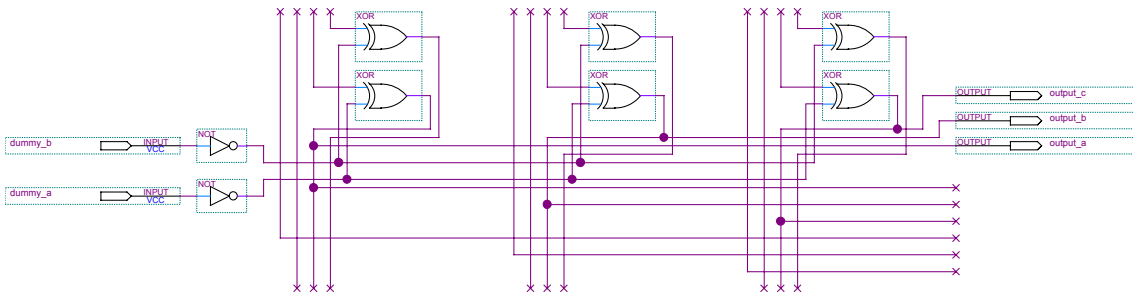 XOR
XOR
XOR
XOR
XOR
XOR
OUTPUT output_c
OUTPUT output_b
OUTPUT output_a
dummy_b INPUT
VCC
NOT
dummy_a INPUT
VCC
NOT